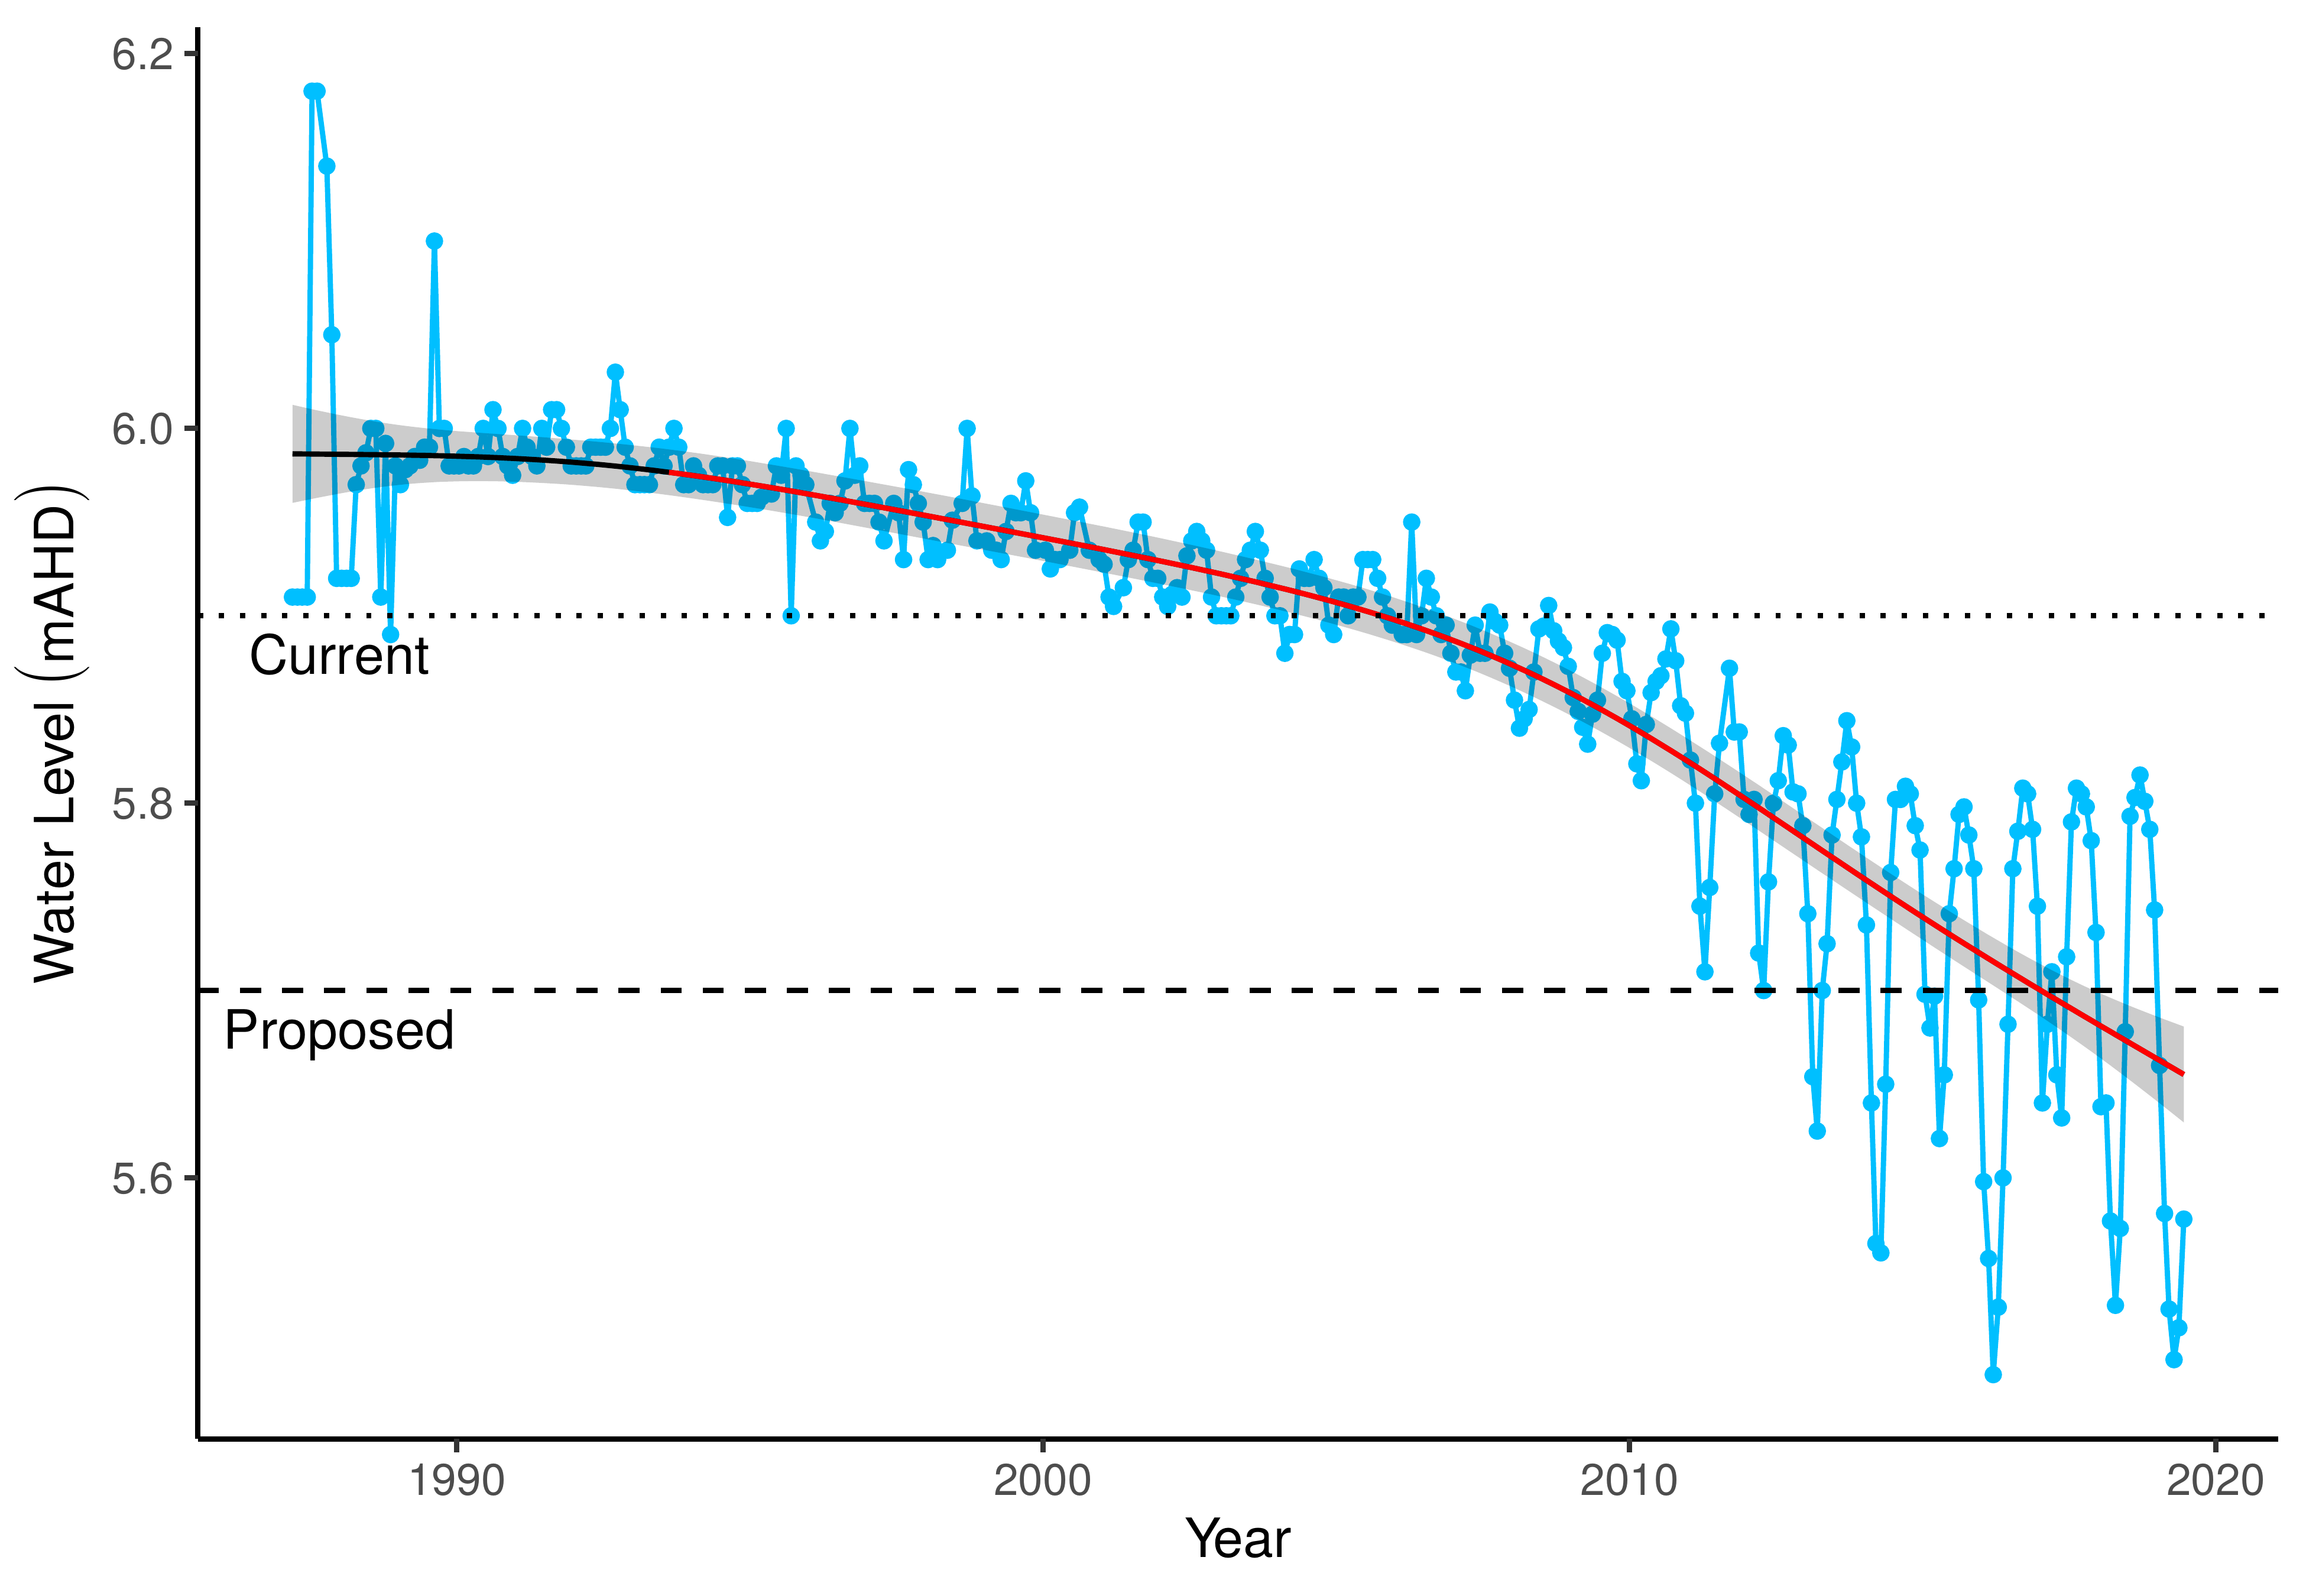 6.2
6.0
5.8
5.6
Water Level (mAHD)
Current
Proposed
1990 2000 2010 2020
Year